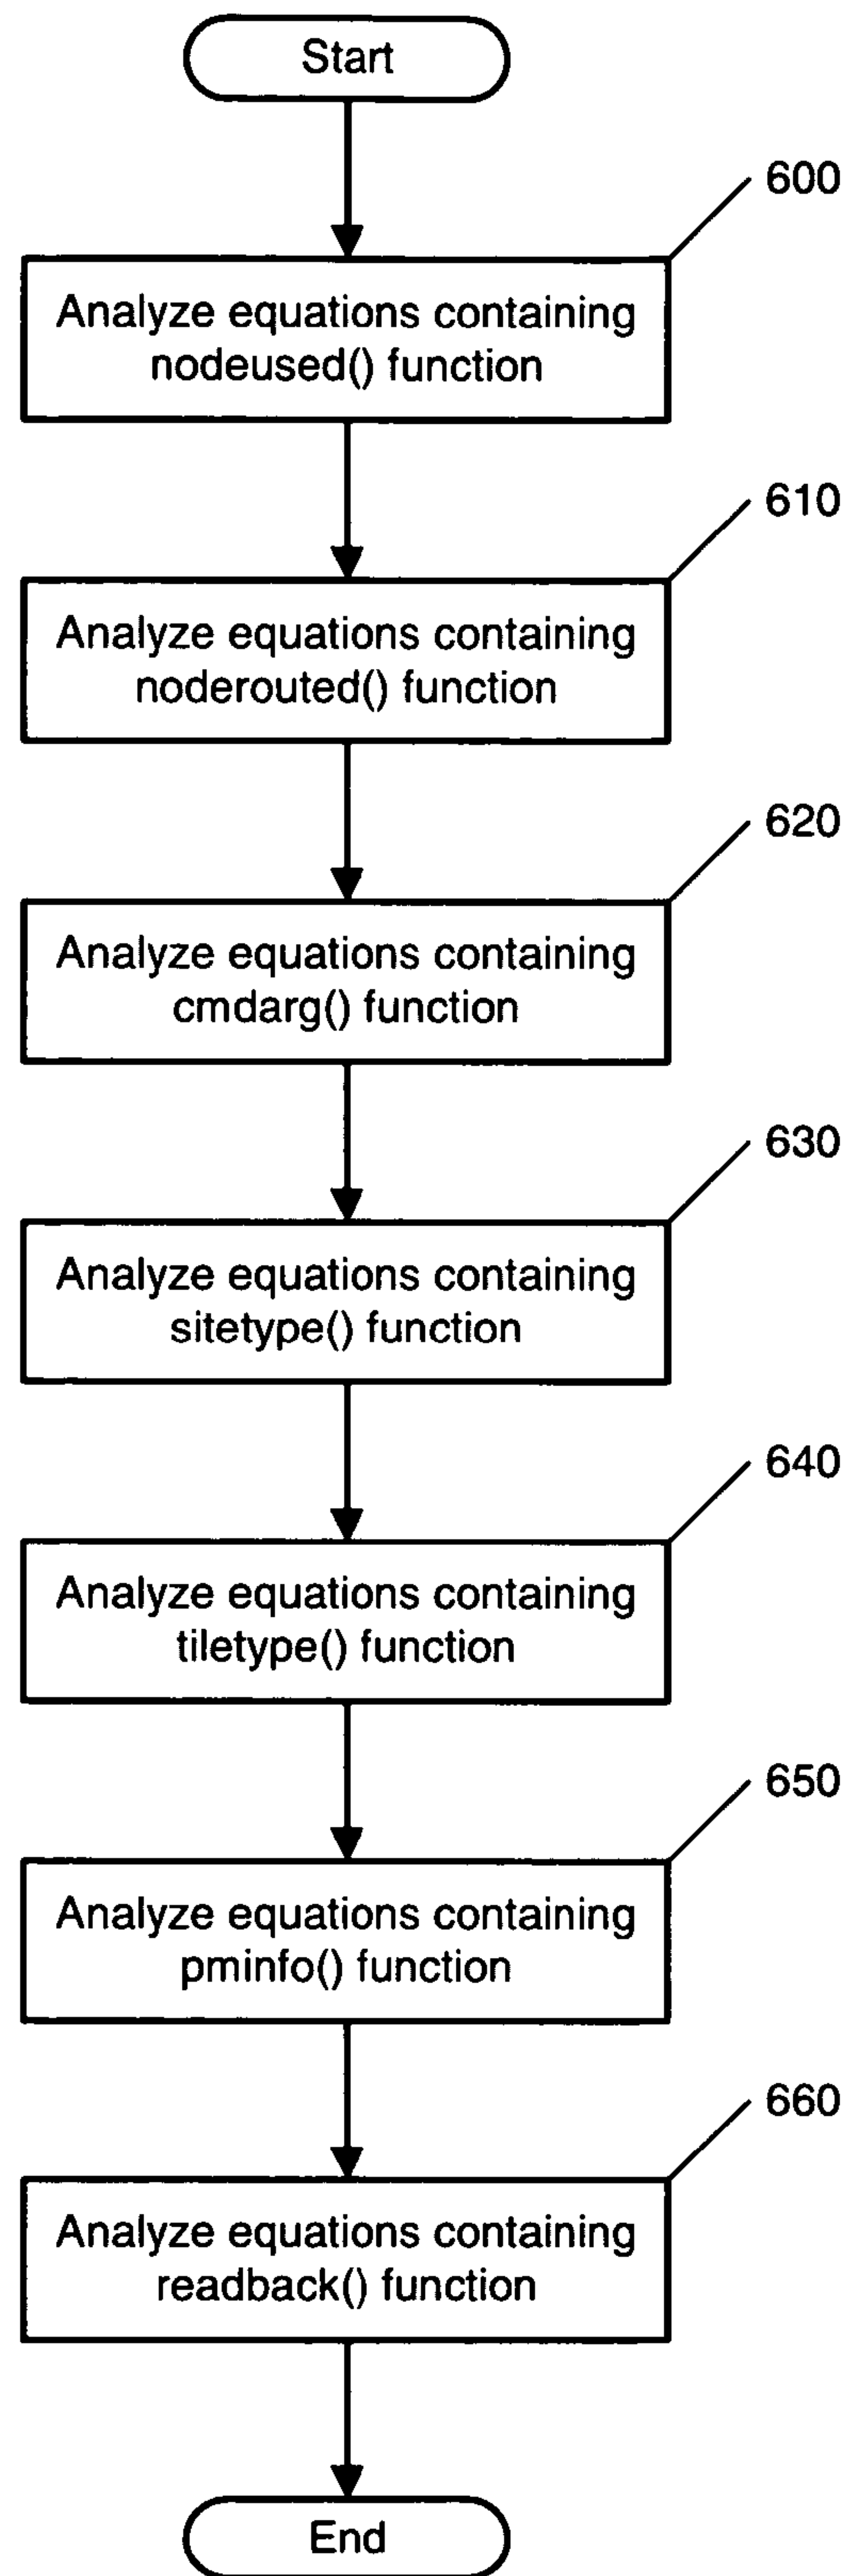 Start
600
Analyze equations containing
nodeused() function
610
Analyze equations containing
noderouted() function
620
Analyze equations containing
cmdarg() function
630
Analyze equations containing
sitetype() function
640
Analyze equations containing
tiletype() function
650
Analyze equations containing
pminfo() function
660
Analyze equations containing
readback() function
End